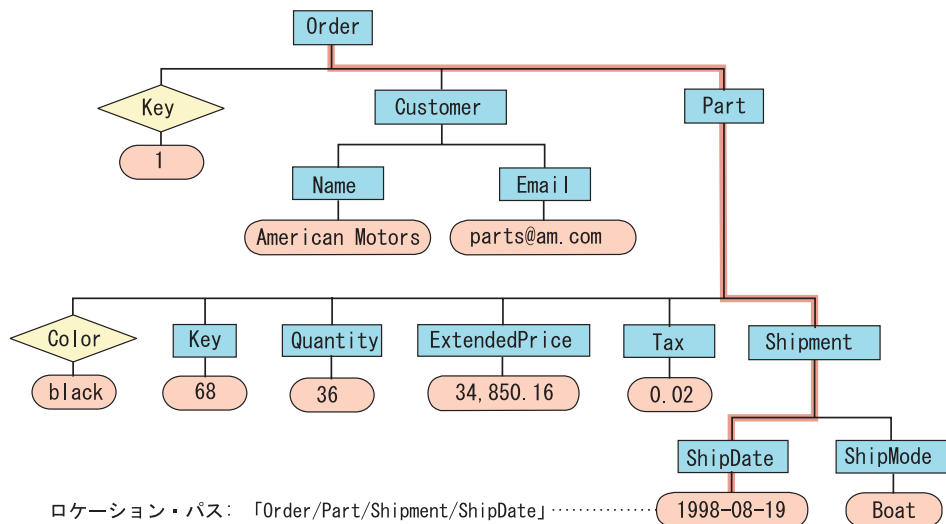 Order
Key
Customer
Part
1
Name
Email
American Motors
parts@am.com
Color
Key
Quantity
ExtendedPrice
Tax
Shipment
black
68
36
34,850.16
0.02
ShipDate
ShipMode
ロケーション・パス: 「Order/Part/Shipment/ShipDate」
1998-08-19
Boat